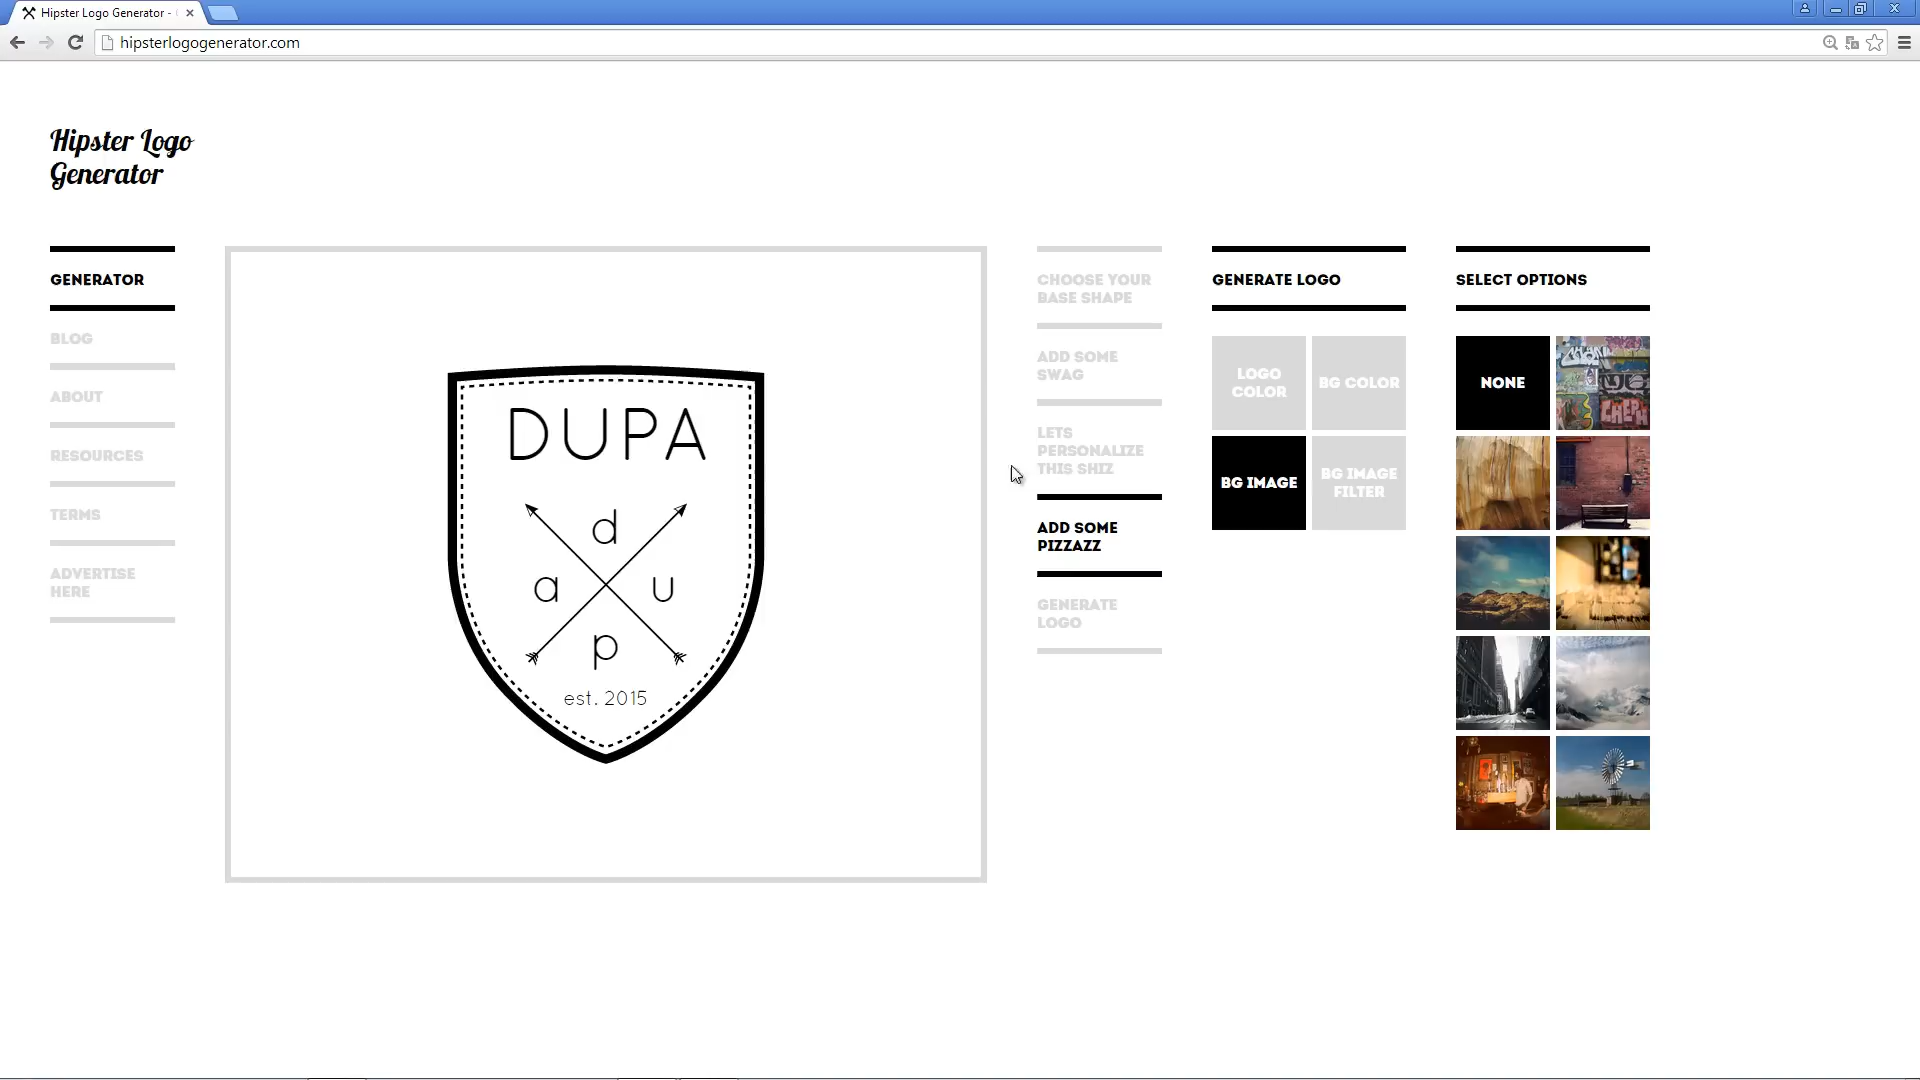 Hipster Logo Generator -
hipsterlogogenerator.com
Hipster Logo
Generator
GENERATOR
BLOG
ABOUT
RESOURCES
TERMS
ADVERTISE
HERE
DUPA
d
a u
p
est. 2015
CHOOSE YOUR
BASE SHAPE
ADD SOME
SWAG
LETS
PERSONALIZE
THIS SHIZ
ADD SOME
PIZZAZZ
GENERATE
LOGO
GENERATE LOGO
LOGO
COLOR
BG COLOR
BG IMAGE
BG IMAGE
FILTER
SELECT OPTIONS
NONE